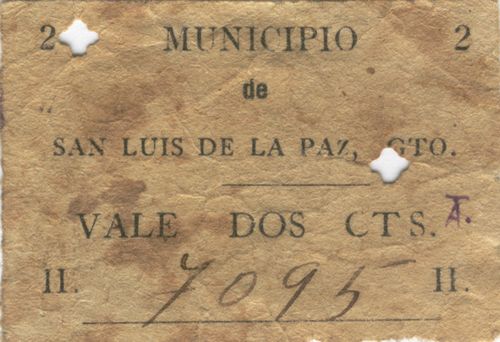 2 MUNICIPIO 2
de
SAN LUIS DE LA PAZ, GTO.
VALE DOS CTS. T.
II. 7095 II.